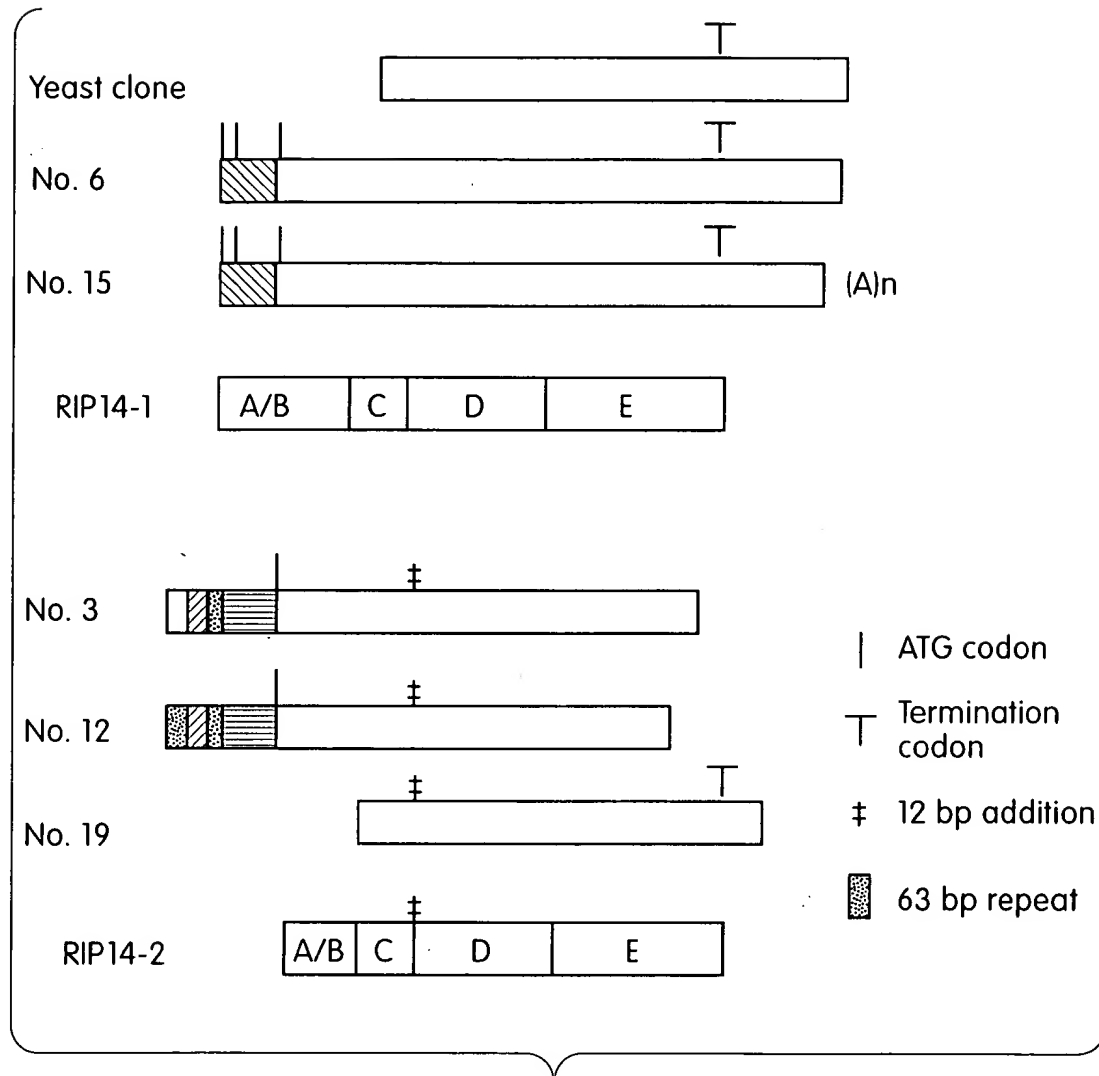 Yeast clone
No. 6
No. 15
(A)n
RIP14-1
A/B
C
D
E
No. 3
No. 12
No. 19
RIP14-2
A/B
C
D
E
ATG codon
Termination
codon
‡ 12 bp addition
63 bp repeat